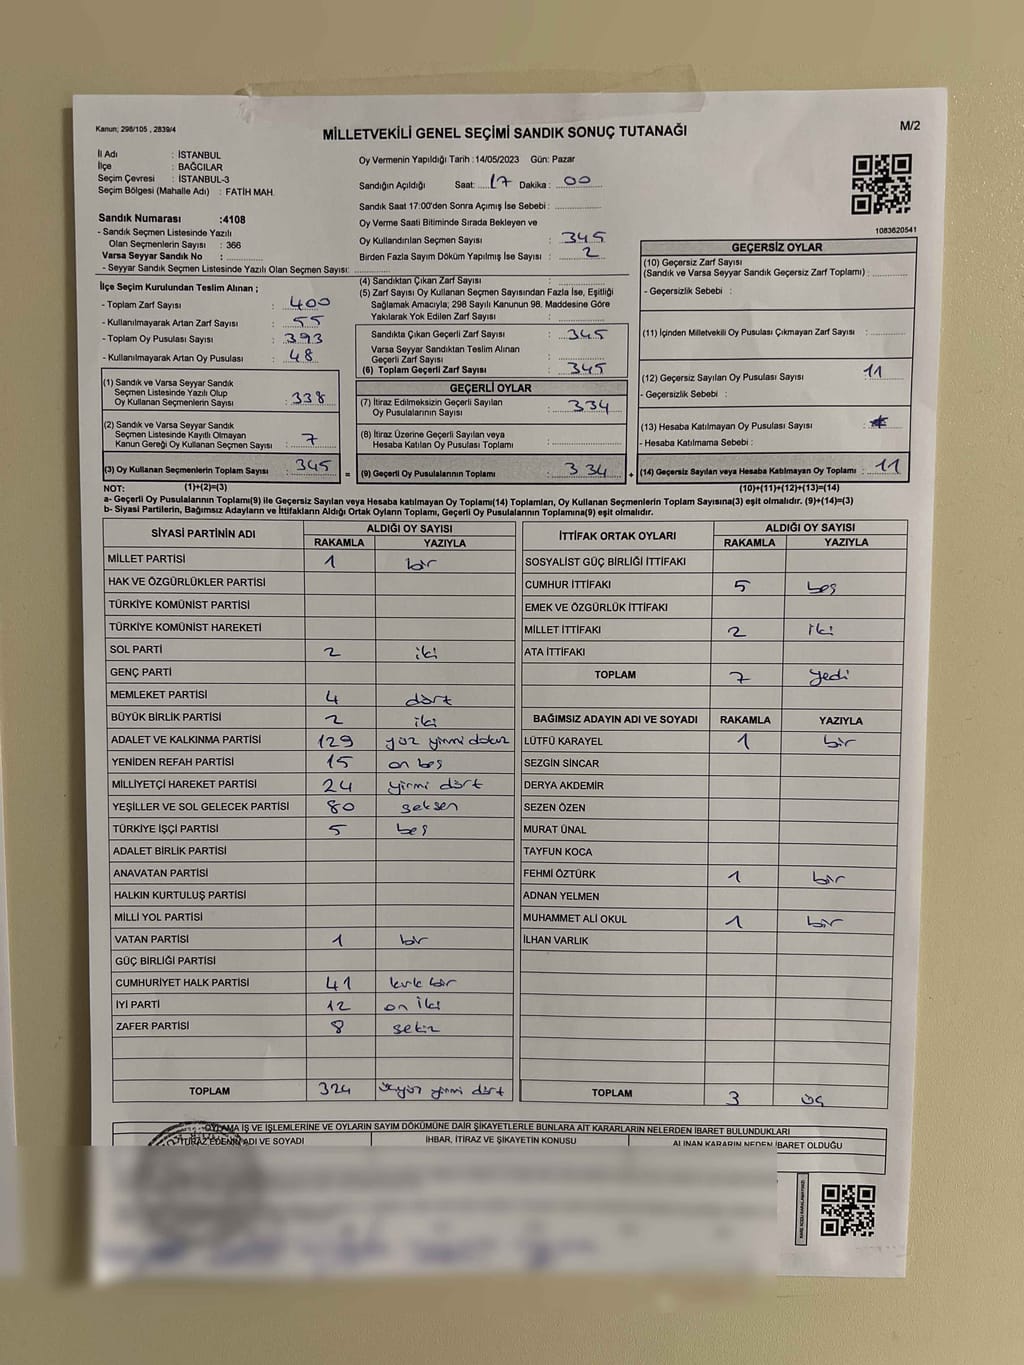 Kanun; 298/105 , 2839/4
MİLLETVEKİLİ GENEL SEÇİMİ SANDIK SONUÇ TUTANAĞI
M/2
İl Adı : İSTANBUL
İlçe : BAĞCILAR
Seçim Çevresi : İSTANBUL-3
Seçim Bölgesi (Mahalle Adı) : FATİH MAH.
Sandık Numarası :4108
- Sandık Seçmen Listesinde Yazılı
Olan Seçmenlerin Sayısı : 366
Varsa Seyyar Sandık No :
- Seyyar Sandık Seçmen Listesinde Yazılı Olan Seçmen Sayısı:
Oy Vermenin Yapıldığı Tarih : 14/05/2023 Gün: Pazar
Sandığın Açıldığı Saat: 17 Dakika : 00
Sandık Saat 17:00'den Sonra Açımış İse Sebebi :
Oy Verme Saati Bitiminde Sırada Bekleyen ve
Oy Kullandırılan Seçmen Sayısı : 345
Birden Fazla Sayım Döküm Yapılmış İse Sayısı : 2
1083620541
İlçe Seçim Kurulundan Teslim Alınan ;
- Toplam Zarf Sayısı : 400
- Kullanılmayarak Artan Zarf Sayısı : 55
- Toplam Oy Pusulası Sayısı : 393
- Kullanılmayarak Artan Oy Pusulası : 48
(1) Sandık ve Varsa Seyyar Sandık
Seçmen Listesinde Yazılı Olup
Oy Kullanan Seçmenlerin Sayısı : 338
(2) Sandık ve Varsa Seyyar Sandık
Seçmen Listesinde Kayıtlı Olmayan
Kanun Gereği Oy Kullanan Seçmen Sayısı : 7
(3) Oy Kullanan Seçmenlerin Toplam Sayısı : 345
(4) Sandıktan Çıkan Zarf Sayısı :
(5) Zarf Sayısı Oy Kullanan Seçmen Sayısından Fazla İse, Eşitliği
Sağlamak Amacıyla; 298 Sayılı Kanunun 98. Maddesine Göre
Yakılarak Yok Edilen Zarf Sayısı :
Sandıkta Çıkan Geçerli Zarf Sayısı : 345
Varsa Seyyar Sandıktan Teslim Alınan
Geçerli Zarf Sayısı :
(6) Toplam Geçerli Zarf Sayısı : 345
GEÇERLİ OYLAR
(7) İtiraz Edilmeksizin Geçerli Sayılan
Oy Pusulalarının Sayısı : 334
(8) İtiraz Üzerine Geçerli Sayılan veya
Hesaba Katılan Oy Pusulası Toplamı :
= (9) Geçerli Oy Pusulalarının Toplamı : 334
GEÇERSİZ OYLAR
(10) Geçersiz Zarf Sayısı
(Sandık ve Varsa Seyyar Sandık Geçersiz Zarf Toplamı) :
- Geçersizlik Sebebi :
(11) İçinden Milletvekili Oy Pusulası Çıkmayan Zarf Sayısı :
(12) Geçersiz Sayılan Oy Pusulası Sayısı : 11
- Geçersizlik Sebebi :
(13) Hesaba Katılmayan Oy Pusulası Sayısı :
- Hesaba Katılmama Sebebi :
+ (14) Geçersiz Sayılan veya Hesaba Katılmayan Oy Toplamı : 11
NOT: (1)+(2)=(3) (10)+(11)+(12)+(13)=(14)
a- Geçerli Oy Pusulalarının Toplamı(9) ile Geçersiz Sayılan veya Hesaba katılmayan Oy Toplamı(14) Toplamları, Oy Kullanan Seçmenlerin Toplam Sayısına(3) eşit olmalıdır. (9)+(14)=(3)
b- Siyasi Partilerin, Bağımsız Adayların ve İttifakların Aldığı Ortak Oyların Toplamı, Geçerli Oy Pusulalarının Toplamına(9) eşit olmalıdır.
SİYASİ PARTİNİN ADI ALDIĞI OY SAYISI
RAKAMLA YAZIYLA
MİLLET PARTİSİ 1 bir
HAK VE ÖZGÜRLÜKLER PARTİSİ
TÜRKİYE KOMÜNİST PARTİSİ
TÜRKİYE KOMÜNİST HAREKETİ
SOL PARTİ 2 iki
GENÇ PARTİ
MEMLEKET PARTİSİ 4 dört
BÜYÜK BİRLİK PARTİSİ 2 iki
ADALET VE KALKINMA PARTİSİ 129 yüz yirmi dokuz
YENİDEN REFAH PARTİSİ 15 on beş
MİLLİYETÇİ HAREKET PARTİSİ 24 yirmi dört
YEŞİLLER VE SOL GELECEK PARTİSİ 80 seksen
TÜRKİYE İŞÇİ PARTİSİ 5 beş
ADALET BİRLİK PARTİSİ
ANAVATAN PARTİSİ
HALKIN KURTULUŞ PARTİSİ
MİLLİ YOL PARTİSİ
VATAN PARTİSİ 1 bir
GÜÇ BİRLİĞİ PARTİSİ
CUMHURİYET HALK PARTİSİ 41 kırk bir
İYİ PARTİ 12 on iki
ZAFER PARTİSİ 8 sekiz
TOPLAM 324 üçyüz yirmi dört
İTTİFAK ORTAK OYLARI ALDIĞI OY SAYISI
RAKAMLA YAZIYLA
SOSYALİST GÜÇ BİRLİĞİ İTTİFAKI
CUMHUR İTTİFAKI 5 beş
EMEK VE ÖZGÜRLÜK İTTİFAKI
MİLLET İTTİFAKI 2 iki
ATA İTTİFAKI
TOPLAM 7 yedi
BAĞIMSIZ ADAYIN ADI VE SOYADI RAKAMLA YAZIYLA
LÜTFÜ KARAYEL 1 bir
SEZGİN SİNCAR
DERYA AKDEMİR
SEZEN ÖZEN
MURAT ÜNAL
TAYFUN KOCA
FEHMİ ÖZTÜRK 1 bir
ADNAN YELMEN
MUHAMMET ALİ OKUL 1 bir
İLHAN VARLIK
TOPLAM 3 üç
OYLAMA İŞ VE İŞLEMLERİNE VE OYLARIN SAYIM DÖKÜMÜNE DAİR ŞİKAYETLERLE BUNLARA AİT KARARLARIN NELERDEN İBARET BULUNDUKLARI
ADI VE SOYADI İHBAR, İTİRAZ VE ŞİKAYETİN KONUSU ALINAN KARARIN NEDEN İBARET OLDUĞU